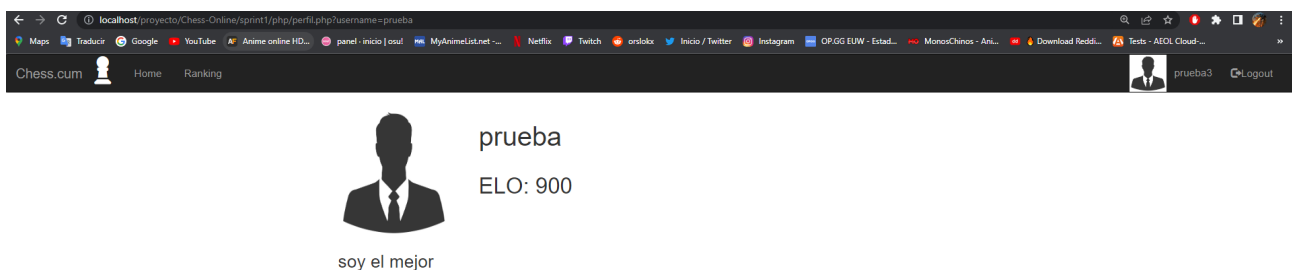 localhost/proyecto/Chess-Online/sprint1/php/perfil.php?username=prueba
Maps Traducir Google YouTube Anime online HD... panel · inicio | osu! MyAnimeList.net -... Netflix Twitch orslokx Inicio / Twitter Instagram OP.GG EUW - Estad... MonosChinos - Ani... Download Reddi... Tests - AEOL Cloud-... »
Chess.cum Home Ranking prueba3 Logout
prueba
ELO: 900
soy el mejor